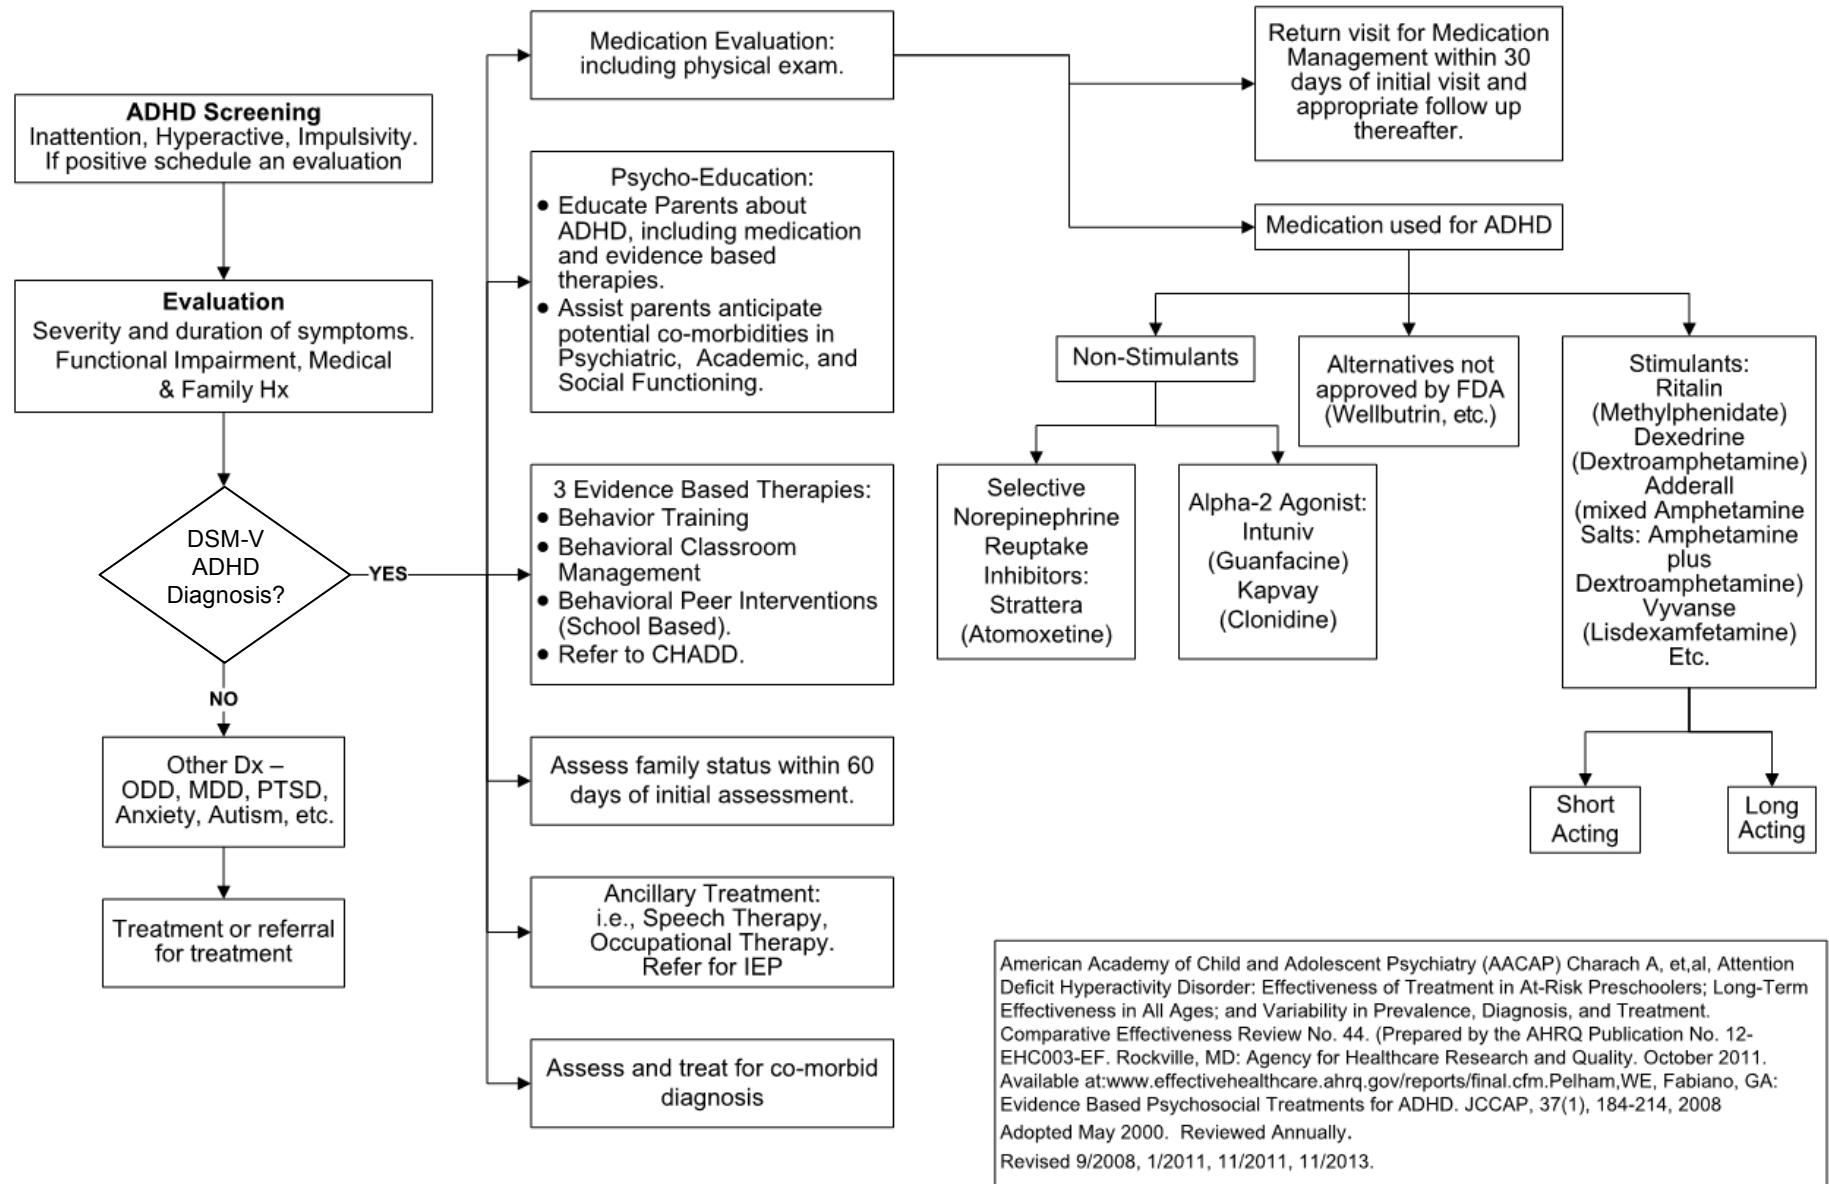 ADHD Screening
Inattention, Hyperactive, Impulsivity.
If positive schedule an evaluation
Evaluation
Severity and duration of symptoms.
Functional Impairment, Medical
& Family Hx
DSM-V
ADHD
Diagnosis?
YES
NO
Other Dx –
ODD, MDD, PTSD,
Anxiety, Autism, etc.
Treatment or referral
for treatment
Medication Evaluation:
including physical exam.
Psycho-Education:
● Educate Parents about
ADHD, including medication
and evidence based
therapies.
● Assist parents anticipate
potential co-morbidities in
Psychiatric, Academic, and
Social Functioning.
3 Evidence Based Therapies:
● Behavior Training
● Behavioral Classroom
Management
● Behavioral Peer Interventions
(School Based).
● Refer to CHADD.
Assess family status within 60
days of initial assessment.
Ancillary Treatment:
i.e., Speech Therapy,
Occupational Therapy.
Refer for IEP
Assess and treat for co-morbid
diagnosis
Return visit for Medication
Management within 30
days of initial visit and
appropriate follow up
thereafter.
Medication used for ADHD
Non-Stimulants
Selective
Norepinephrine
Reuptake
Inhibitors:
Strattera
(Atomoxetine)
Alpha-2 Agonist:
Intuniv
(Guanfacine)
Kapvay
(Clonidine)
Alternatives not
approved by FDA
(Wellbutrin, etc.)
Stimulants:
Ritalin
(Methylphenidate)
Dexedrine
(Dextroamphetamine)
Adderall
(mixed Amphetamine
Salts: Amphetamine
plus
Dextroamphetamine)
Vyvanse
(Lisdexamfetamine)
Etc.
Short
Acting
Long
Acting
American Academy of Child and Adolescent Psychiatry (AACAP) Charach A, et,al, Attention
Deficit Hyperactivity Disorder: Effectiveness of Treatment in At-Risk Preschoolers; Long-Term
Effectiveness in All Ages; and Variability in Prevalence, Diagnosis, and Treatment.
Comparative Effectiveness Review No. 44. (Prepared by the AHRQ Publication No. 12-
EHC003-EF. Rockville, MD: Agency for Healthcare Research and Quality. October 2011.
Available at:www.effectivehealthcare.ahrq.gov/reports/final.cfm.Pelham,WE, Fabiano, GA:
Evidence Based Psychosocial Treatments for ADHD. JCCAP, 37(1), 184-214, 2008
Adopted May 2000. Reviewed Annually.
Revised 9/2008, 1/2011, 11/2011, 11/2013.